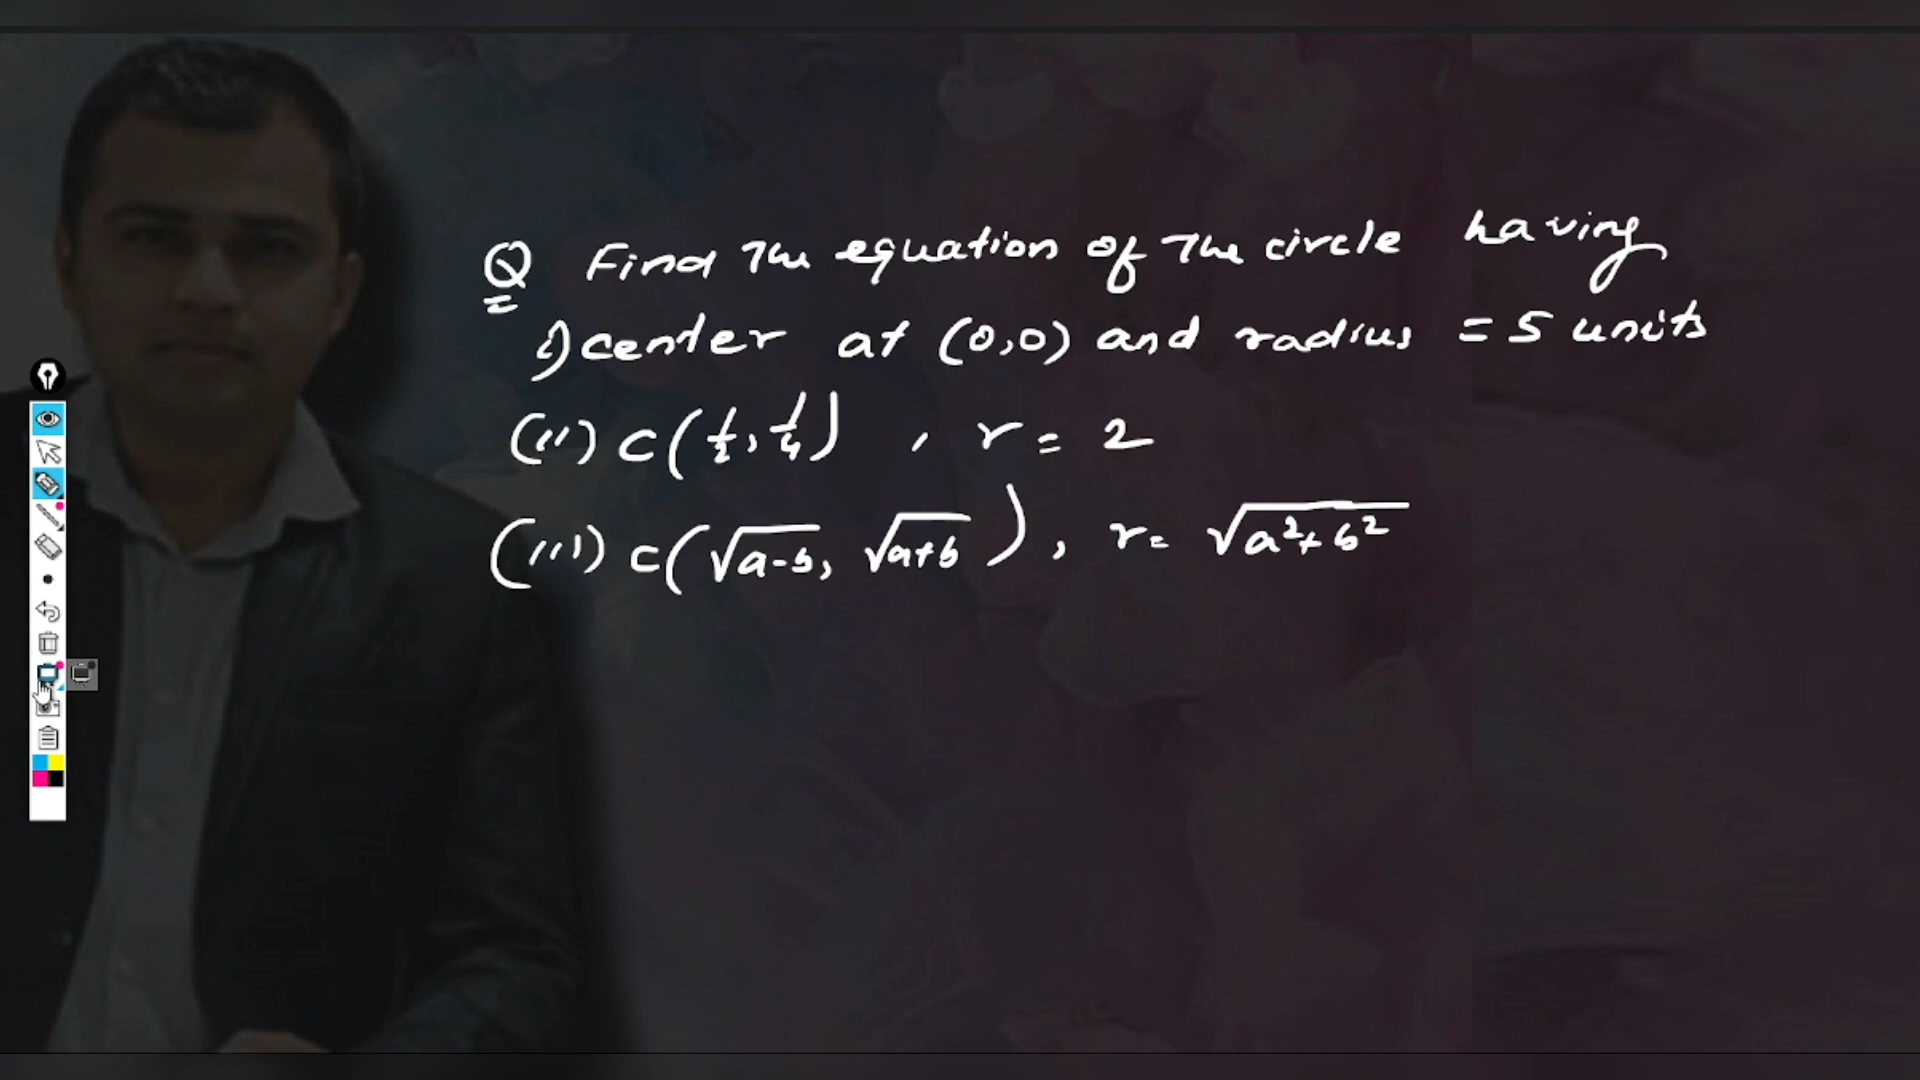 Q Find The equation of The circle having
i) center at (0,0) and radius = 5 units
(ii) C(1/2, 1/4) , r = 2
(iii) C(√a-b, √a+b), r = √a²+b²